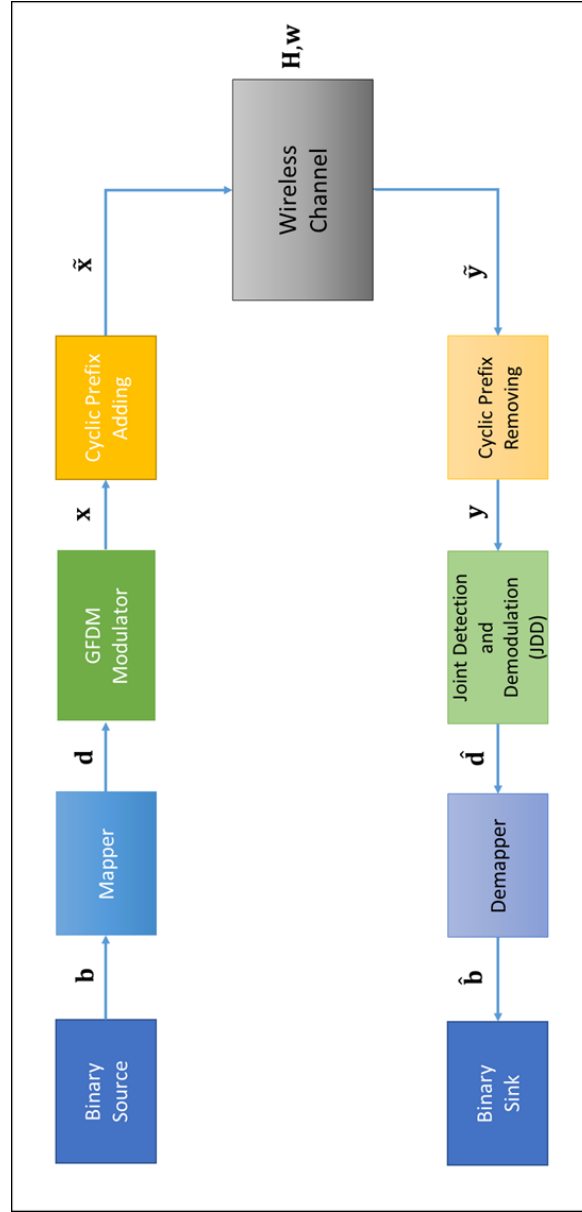 Binary
Source
b
Mapper
d
GFDM
Modulator
x
Cyclic Prefix
Adding
x̃
Wireless
Channel
H,w
ỹ
Cyclic Prefix
Removing
y
Joint Detection
and
Demodulation
(JDD)
d̂
Demapper
b̂
Binary
Sink